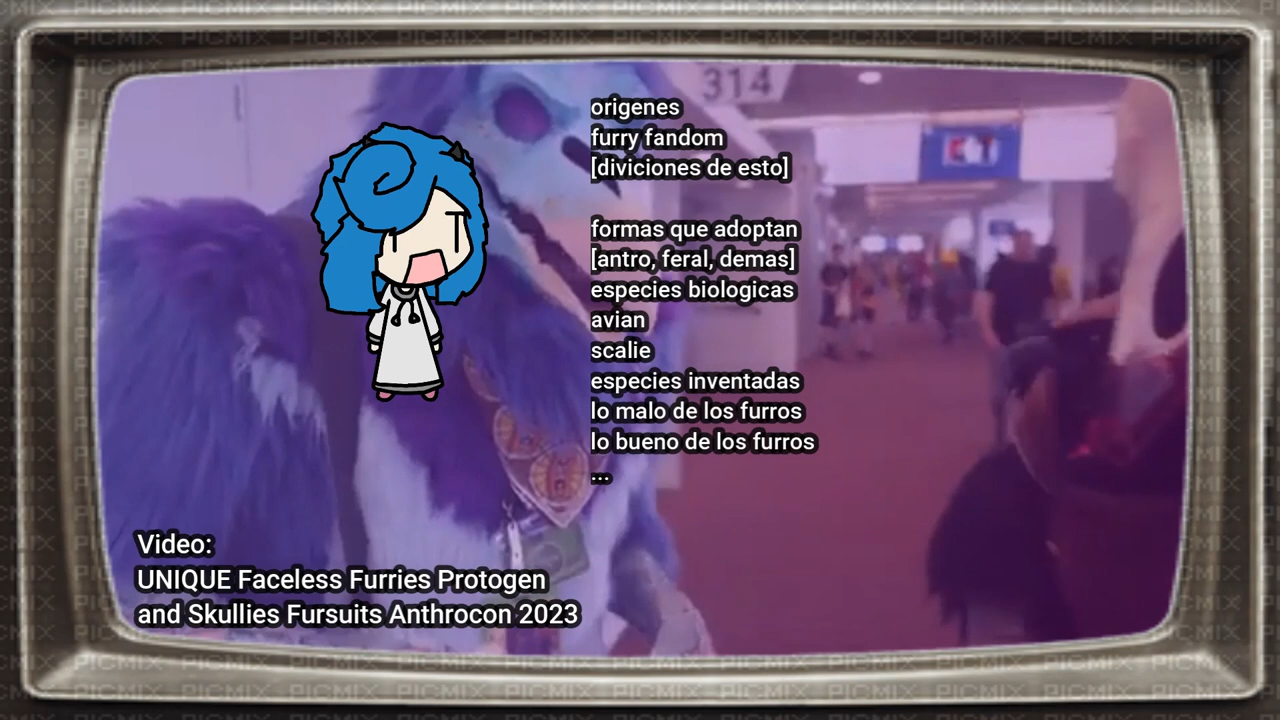 314
origenes
furry fandom
[diviciones de esto]
formas que adoptan
[antro, feral, demas]
especies biologicas
avian
scalie
especies inventadas
lo malo de los furros
lo bueno de los furros
...
Video:
UNIQUE Faceless Furries Protogen
and Skullies Fursuits Anthrocon 2023
PICMIX